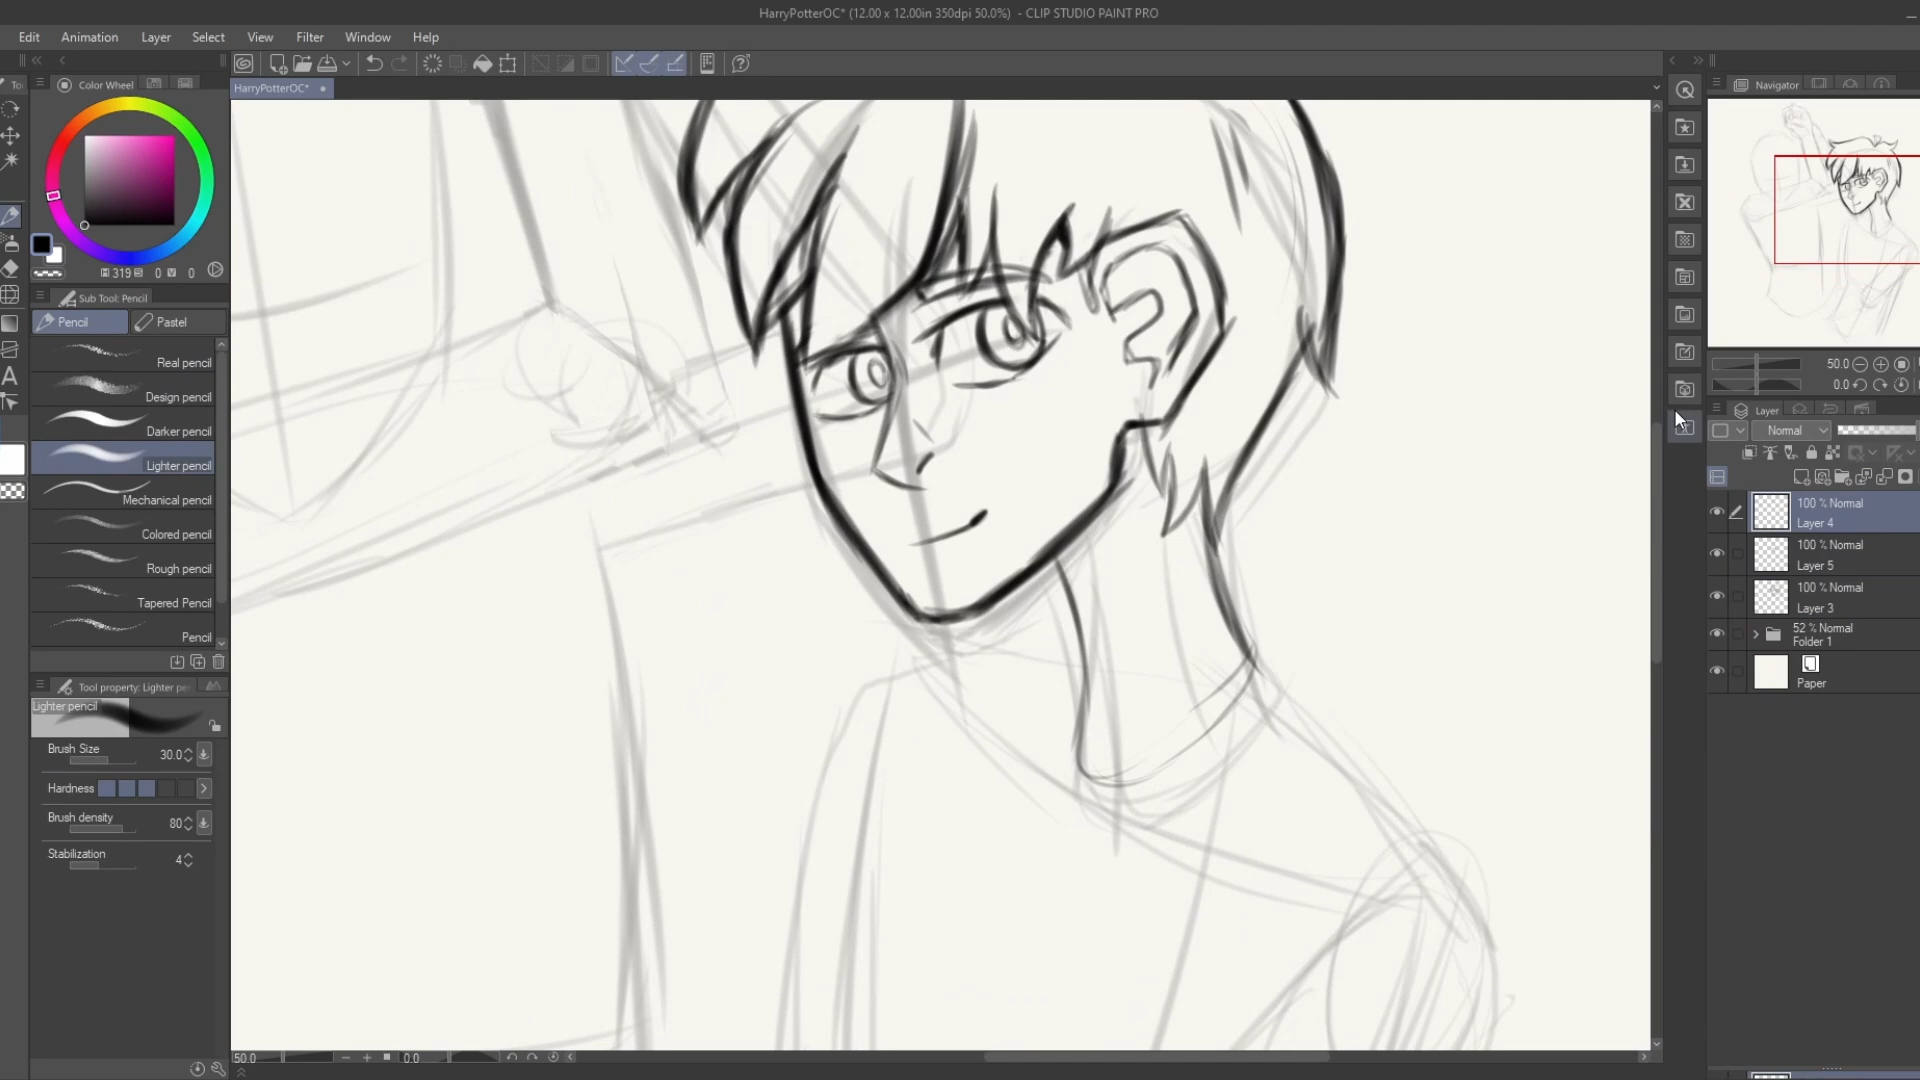 HarryPotterOC* (12.00 x 12.00in 350dpi 50.0%) - CLIP STUDIO PAINT PRO
Edit Animation Layer Select View Filter Window Help
Color Wheel
HarryPotterOC*
Navigator
319 0 0
Sub Tool: Pencil
Pencil Pastel
Real pencil
Design pencil
Darker pencil
Lighter pencil
Mechanical pencil
Colored pencil
Rough pencil
Tapered Pencil
Pencil
Tool property: Lighter pe
Lighter pencil
Brush Size 30.0
Hardness
Brush density 80
Stabilization 4
50.0 0.0
50.0
0.0
Layer
Normal
100 % Normal
Layer 4
100 % Normal
Layer 5
100 % Normal
Layer 3
52 % Normal
Folder 1
Paper